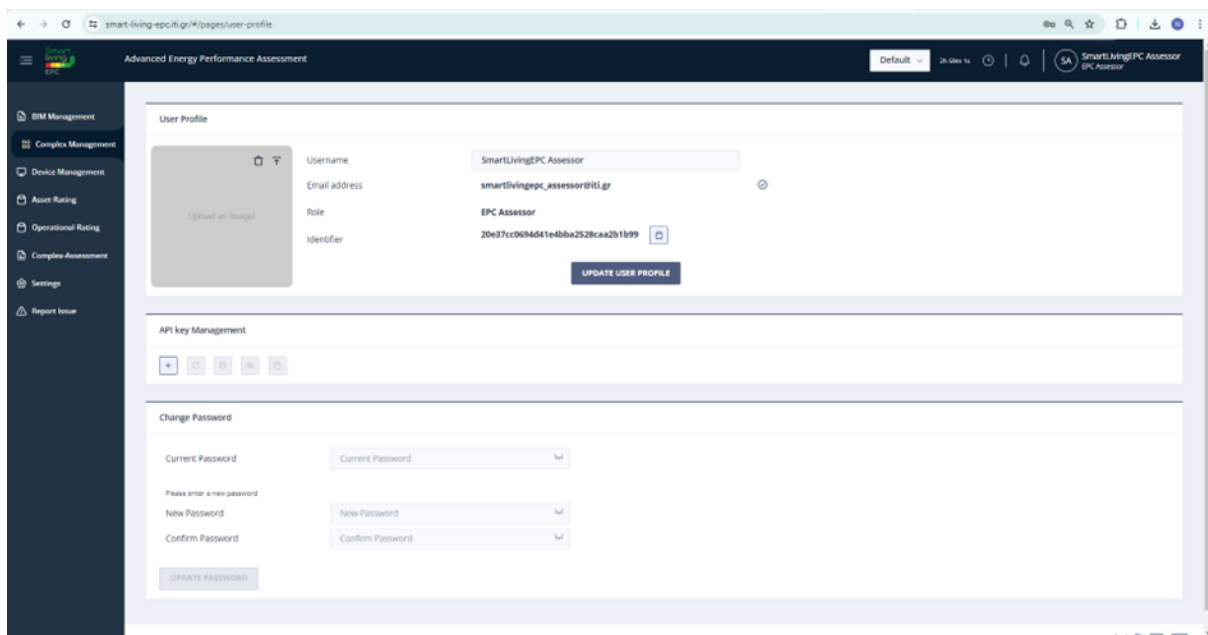 smart-living-epc.iti.gr/#/pages/user-profile
Smart
living
EPC
Advanced Energy Performance Assessment
Default
SA
SmartLivingEPC Assessor
EPC Assessor
BIM Management
Complex Management
Device Management
Asset-Rating
Operational-Rating
Complex-Assessment
Settings
Report Issue
User Profile
Upload an Image!
Username
SmartLivingEPC Assessor
Email address
smartlivingepc_assessor@iti.gr
Role
EPC Assessor
Identifier
20e37cc0694d41e4bba2528caa2b1b99
UPDATE USER PROFILE
API key Management
Change Password
Current Password
Current Password
Please enter a new password
New Password
New Password
Confirm Password
Confirm Password
UPDATE PASSWORD